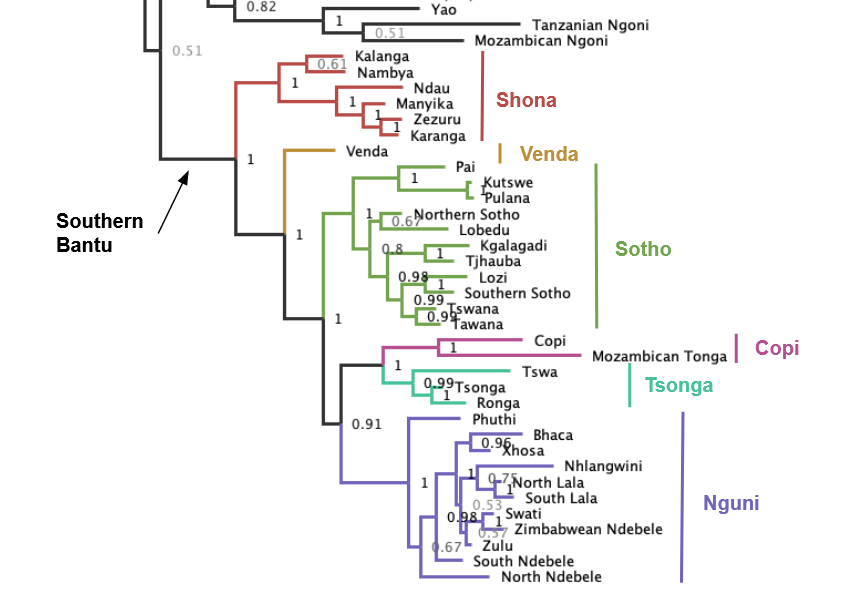 Yao
0.82
1
Tanzanian Ngoni
0.51
Mozambican Ngoni
0.51
Kalanga
0.61
Nambya
1
Ndau
Shona
1
Manyika
1
Zezuru
1
Karanga
1
Venda
Venda
Pai
1
Kutswe
1
Pulana
Southern
Bantu
1
Northern Sotho
0.67
Lobedu
1
Kgalagadi
Sotho
0.8
1
Tjhauba
0.98
Lozi
1
Southern Sotho
0.99
Tswana
0.99
Tawana
1
Copi
1
Copi
Mozambican Tonga
1
Tswa
0.99
Tsonga
Tsonga
1
Ronga
0.91
Phuthi
Bhaca
0.96
Xhosa
Nhlangwini
1
0.75
North Lala
1
1
South Lala
Nguni
0.53
Swati
0.98
1
Zimbabwean Ndebele
0.57
Zulu
0.67
South Ndebele
North Ndebele